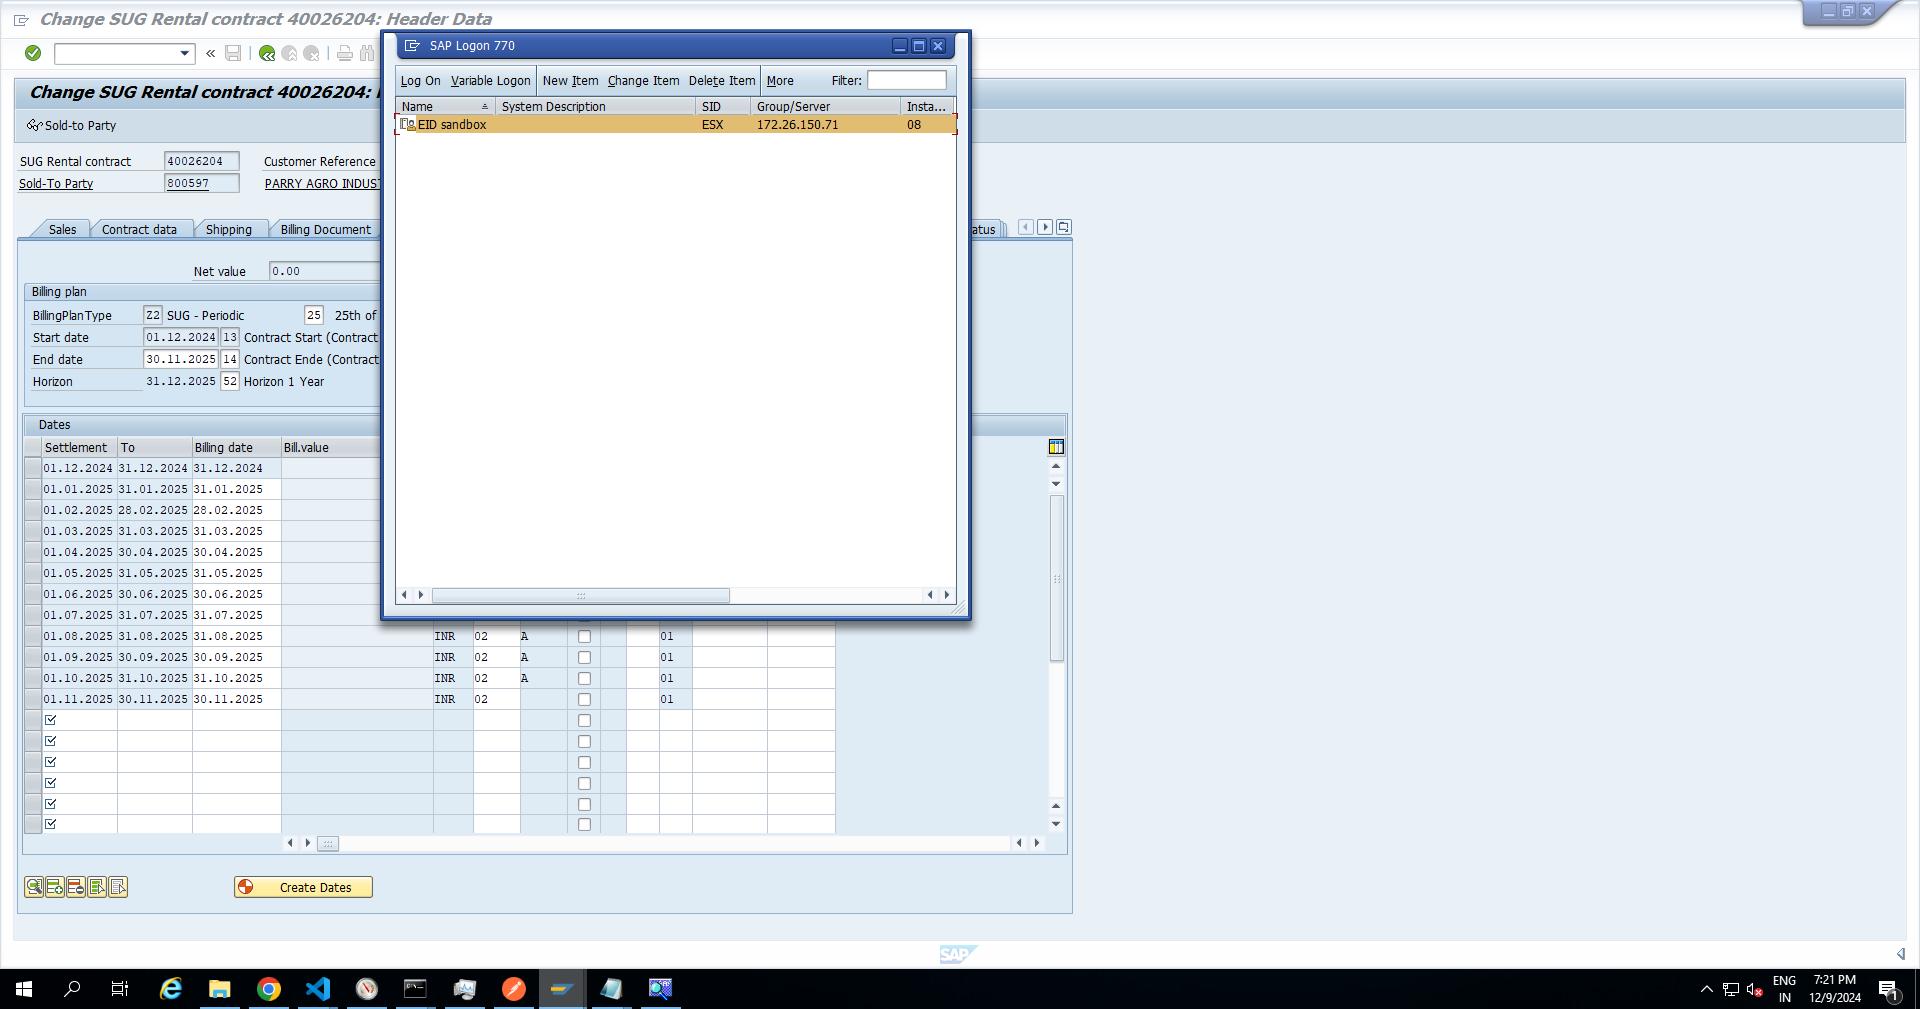 Change SUG Rental contract 40026204: Header Data
Change SUG Rental contract 40026204:
Sold-to Party
SUG Rental contract 40026204 Customer Reference
Sold-To Party 800597 PARRY AGRO INDUST
Sales Contract data Shipping Billing Document atus
Net value 0.00
Billing plan
BillingPlanType Z2 SUG - Periodic 25 25th of
Start date 01.12.2024 13 Contract Start (Contract
End date 30.11.2025 14 Contract Ende (Contract
Horizon 31.12.2025 52 Horizon 1 Year
Dates
Settlement To Billing date Bill.value
01.12.2024 31.12.2024 31.12.2024
01.01.2025 31.01.2025 31.01.2025
01.02.2025 28.02.2025 28.02.2025
01.03.2025 31.03.2025 31.03.2025
01.04.2025 30.04.2025 30.04.2025
01.05.2025 31.05.2025 31.05.2025
01.06.2025 30.06.2025 30.06.2025
01.07.2025 31.07.2025 31.07.2025
01.08.2025 31.08.2025 31.08.2025 INR 02 A 01
01.09.2025 30.09.2025 30.09.2025 INR 02 A 01
01.10.2025 31.10.2025 31.10.2025 INR 02 A 01
01.11.2025 30.11.2025 30.11.2025 INR 02 01
Create Dates
SAP Logon 770
Log On Variable Logon New Item Change Item Delete Item More Filter:
Name System Description SID Group/Server Insta...
EID sandbox ESX 172.26.150.71 08
SAP
ENG
IN
7:21 PM
12/9/2024
1